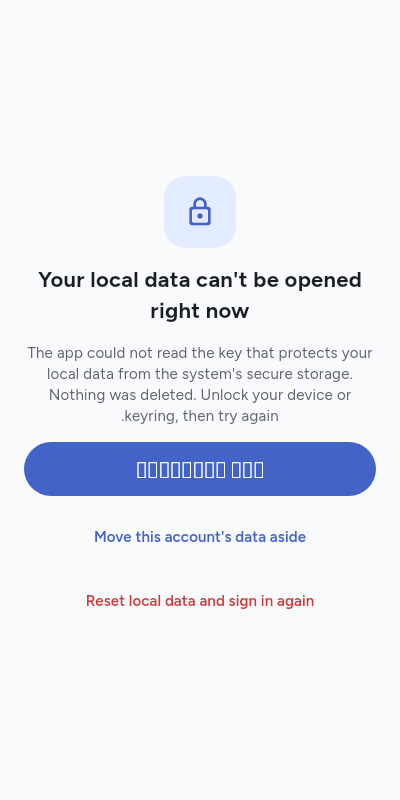 Your local data can't be opened
right now
The app could not read the key that protects your
local data from the system's secure storage.
Nothing was deleted. Unlock your device or
.keyring, then try again
Move this account's data aside
Reset local data and sign in again